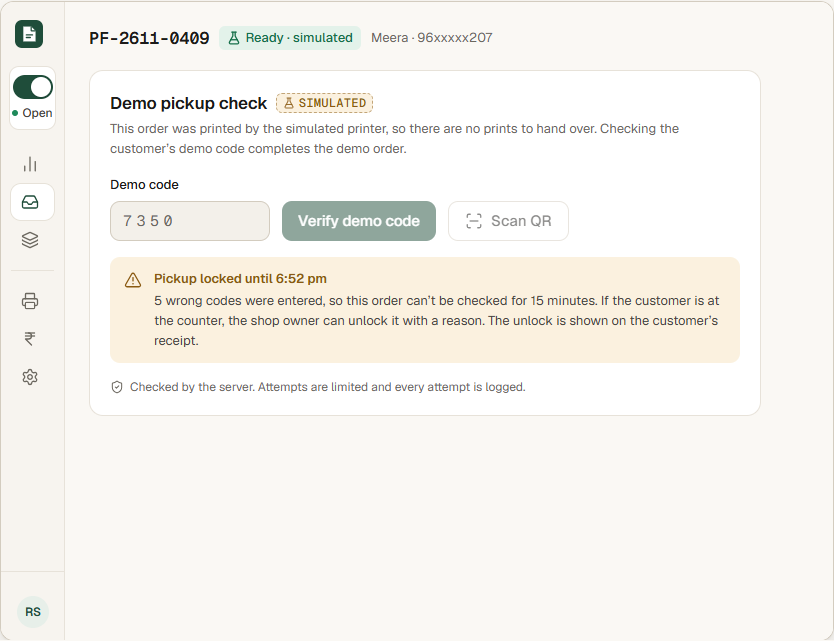 PF-2611-0409
Ready · simulated
Meera · 96xxxxx207
Open
Demo pickup check
SIMULATED
This order was printed by the simulated printer, so there are no prints to hand over. Checking the
customer's demo code completes the demo order.
Demo code
7350
Verify demo code
Scan QR
Pickup locked until 6:52 pm
5 wrong codes were entered, so this order can't be checked for 15 minutes. If the customer is at
the counter, the shop owner can unlock it with a reason. The unlock is shown on the customer's
receipt.
Checked by the server. Attempts are limited and every attempt is logged.
RS